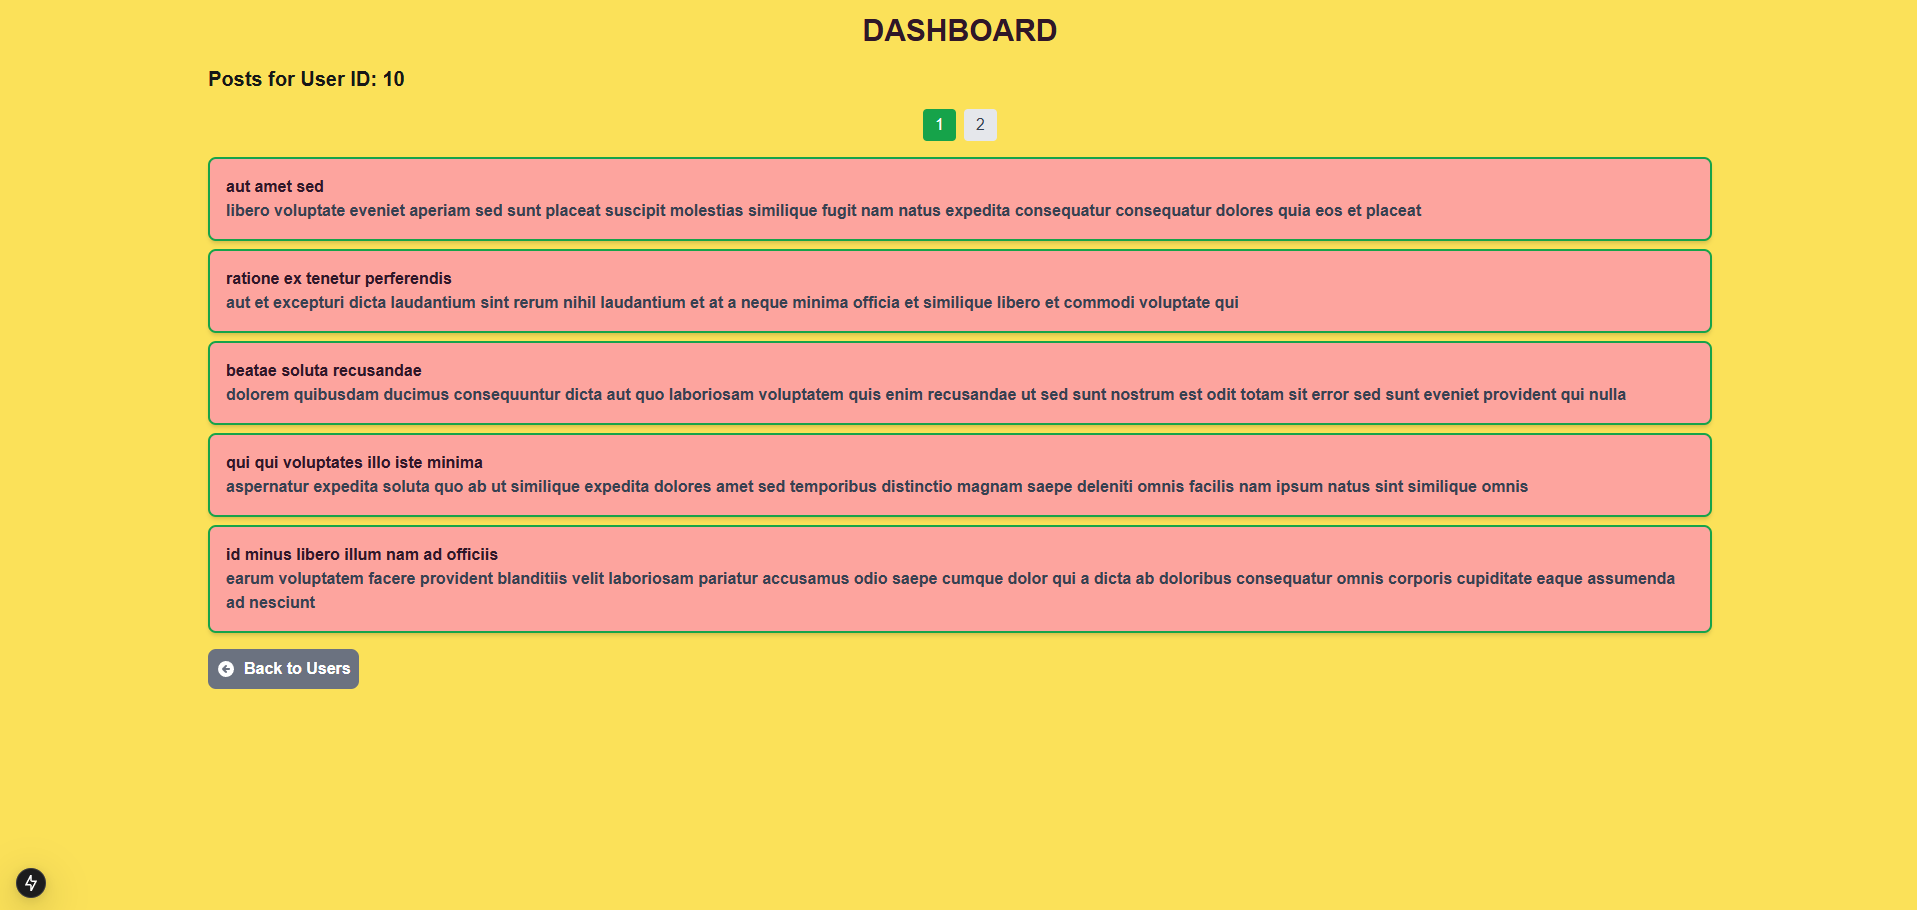 DASHBOARD
Posts for User ID: 10
1 2
aut amet sed
libero voluptate eveniet aperiam sed sunt placeat suscipit molestias similique fugit nam natus expedita consequatur consequatur dolores quia eos et placeat
ratione ex tenetur perferendis
aut et excepturi dicta laudantium sint rerum nihil laudantium et at a neque minima officia et similique libero et commodi voluptate qui
beatae soluta recusandae
dolorem quibusdam ducimus consequuntur dicta aut quo laboriosam voluptatem quis enim recusandae ut sed sunt nostrum est odit totam sit error sed sunt eveniet provident qui nulla
qui qui voluptates illo iste minima
aspernatur expedita soluta quo ab ut similique expedita dolores amet sed temporibus distinctio magnam saepe deleniti omnis facilis nam ipsum natus sint similique omnis
id minus libero illum nam ad officiis
earum voluptatem facere provident blanditiis velit laboriosam pariatur accusamus odio saepe cumque dolor qui a dicta ab doloribus consequatur omnis corporis cupiditate eaque assumenda
ad nesciunt
Back to Users